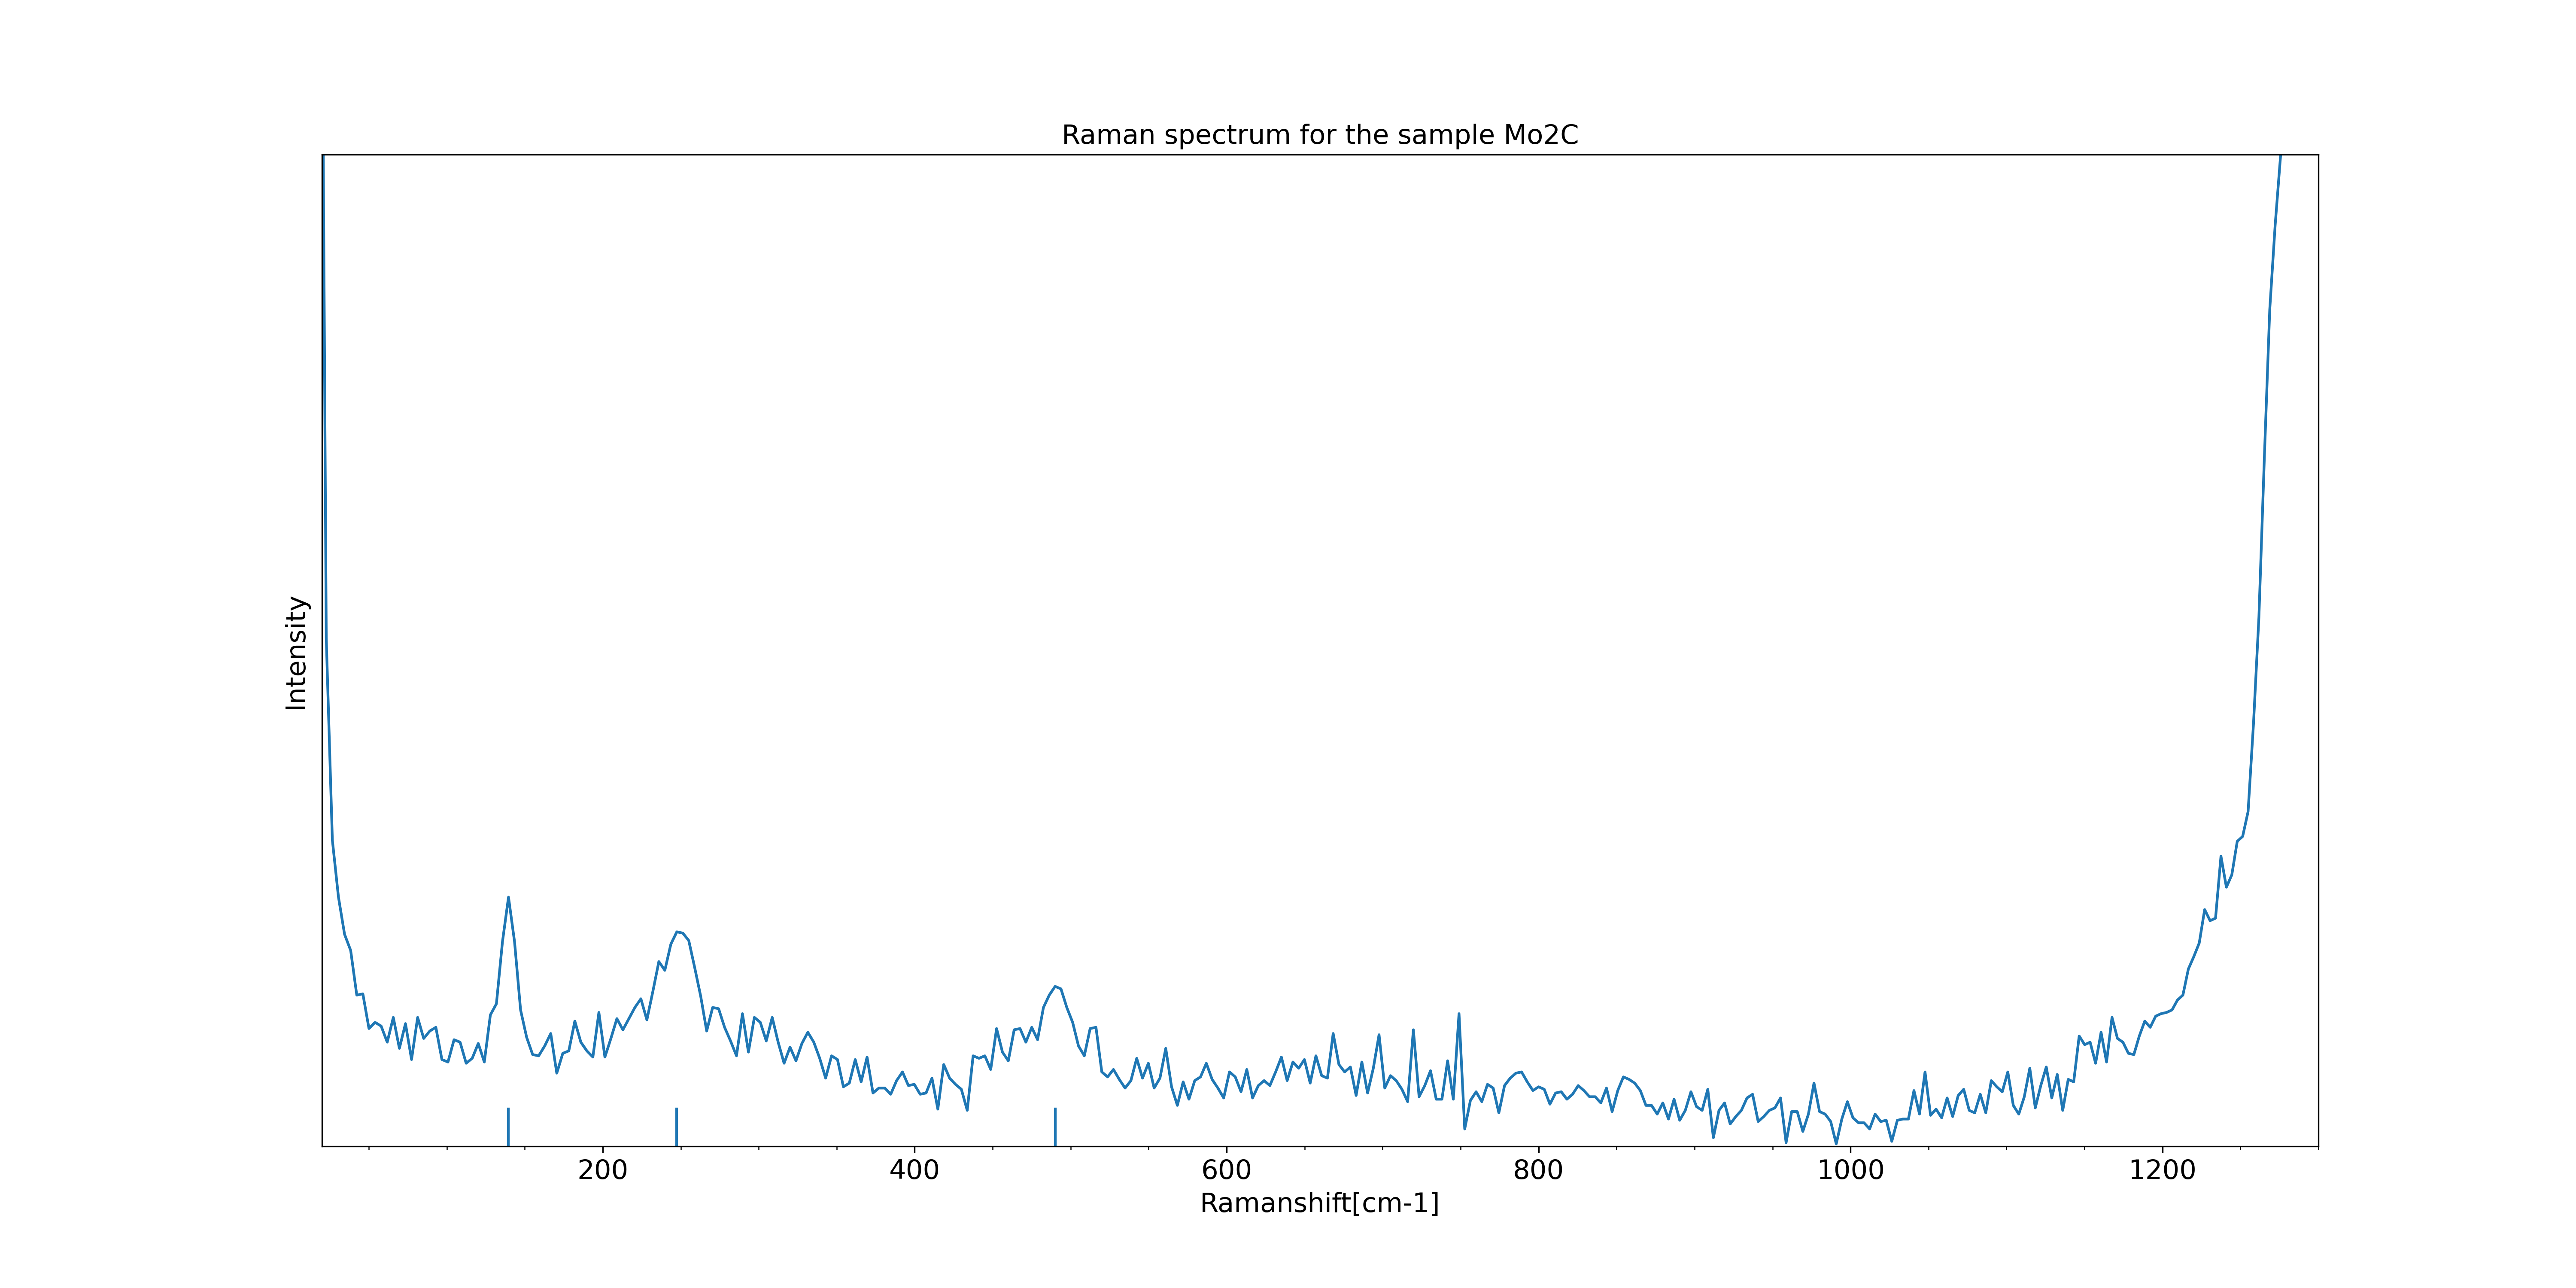 Raman spectrum for the sample Mo2C
Intensity
200 400 600 800 1000 1200
Ramanshift[cm-1]